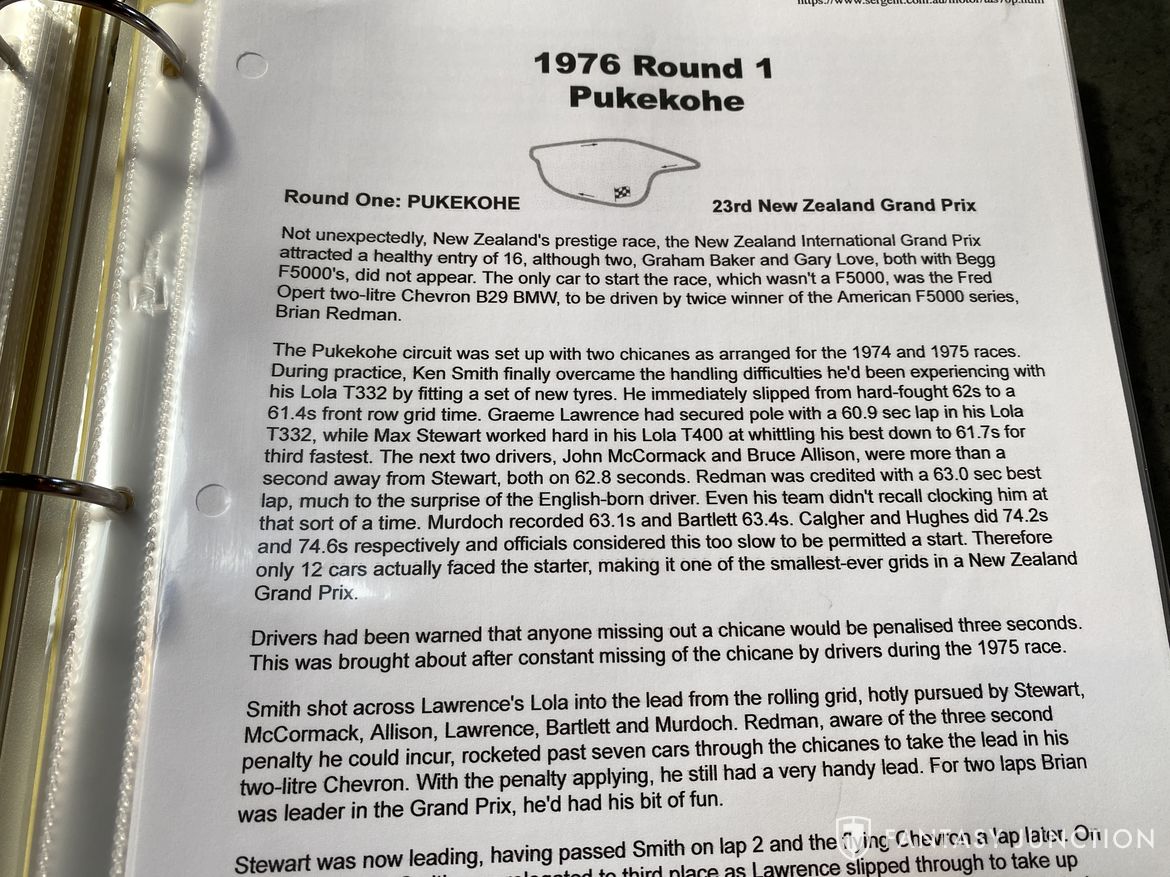 1976 Round 1
Pukekohe
Round One: PUKEKOHE
23rd New Zealand Grand Prix
Not unexpectedly, New Zealand's prestige race, the New Zealand International Grand Prix
attracted a healthy entry of 16, although two, Graham Baker and Gary Love, both with Begg
F5000's, did not appear. The only car to start the race, which wasn't a F5000, was the Fred
Opert two-litre Chevron B29 BMW, to be driven by twice winner of the American F5000 series,
Brian Redman.
The Pukekohe circuit was set up with two chicanes as arranged for the 1974 and 1975 races.
During practice, Ken Smith finally overcame the handling difficulties he'd been experiencing with
his Lola T332 by fitting a set of new tyres. He immediately slipped from hard-fought 62s to a
61.4s front row grid time. Graeme Lawrence had secured pole with a 60.9 sec lap in his Lola
T332, while Max Stewart worked hard in his Lola T400 at whittling his best down to 61.7s for
third fastest. The next two drivers, John McCormack and Bruce Allison, were more than a
second away from Stewart, both on 62.8 seconds. Redman was credited with a 63.0 sec best
lap, much to the surprise of the English-born driver. Even his team didn't recall clocking him at
that sort of a time. Murdoch recorded 63.1s and Bartlett 63.4s. Calgher and Hughes did 74.2s
and 74.6s respectively and officials considered this too slow to be permitted a start. Therefore
only 12 cars actually faced the starter, making it one of the smallest-ever grids in a New Zealand
Grand Prix.
Drivers had been warned that anyone missing out a chicane would be penalised three seconds.
This was brought about after constant missing of the chicane by drivers during the 1975 race.
Smith shot across Lawrence's Lola into the lead from the rolling grid, hotly pursued by Stewart,
McCormack, Allison, Lawrence, Bartlett and Murdoch. Redman, aware of the three second
penalty he could incur, rocketed past seven cars through the chicanes to take the lead in his
two-litre Chevron. With the penalty applying, he still had a very handy lead. For two laps Brian
was leader in the Grand Prix, he'd had his bit of fun.
Stewart was now leading, having passed Smith on lap 2 and the flying Chevron a lap later. On
to third place as Lawrence slipped through to take up
FANTASY JUNCTION